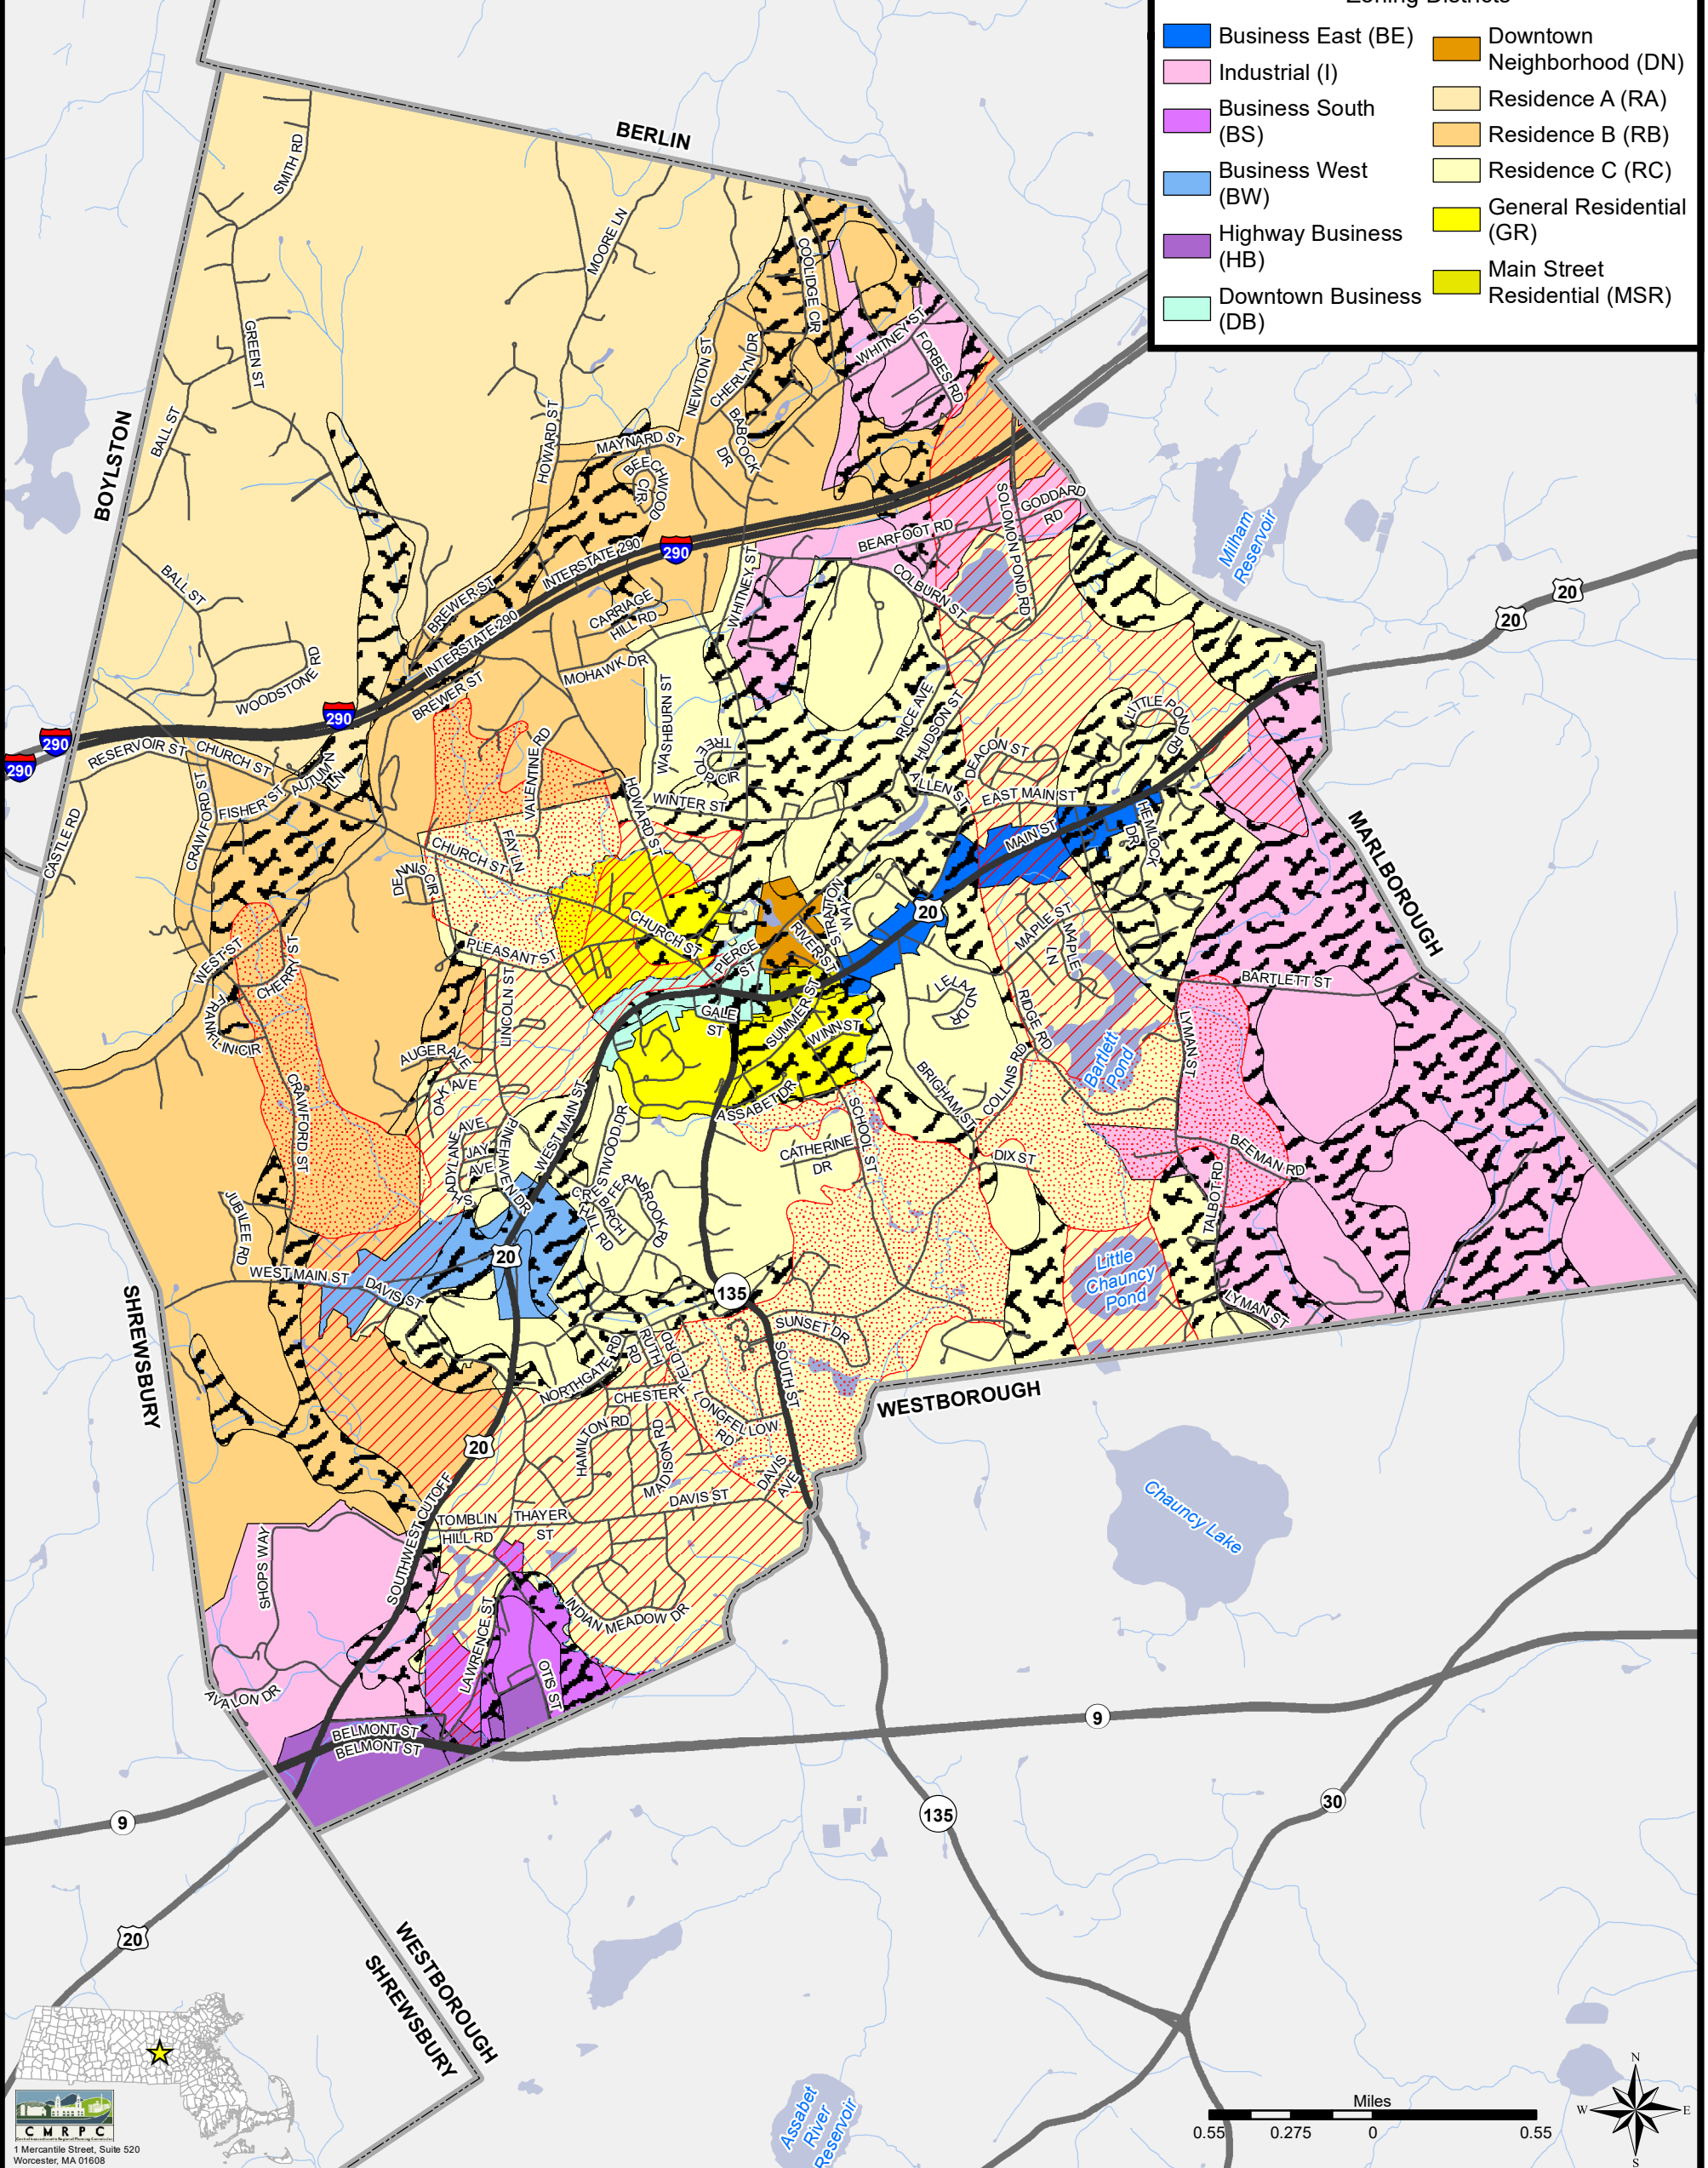 Zoning Districts
Business East (BE)
Industrial (I)
Business South
(BS)
Business West
(BW)
Highway Business
(HB)
Downtown Business
(DB)
Downtown
Neighborhood (DN)
Residence A (RA)
Residence B (RB)
Residence C (RC)
General Residential
(GR)
Main Street
Residential (MSR)
BERLIN
SMITH RD
MOORE LN
COOLIDGE CIR
WHITNEY ST
FORBES RD
GREEN ST
NEWTON ST
CHERLYN DR
BABCOCK
DR
BALL ST
HOWARD ST
MAYNARD ST
BEECHWOOD
CIR
BOYLSTON
SOLOMON POND RD
GODDARD
RD
BEARFOOT RD
Milham
Reservoir
290
INTERSTATE 290
COLBURN ST
WHITNEY ST
BALL ST
BREWER ST
CARRIAGE
HILL RD
20
20
INTERSTATE 290
MOHAWK DR
WOODSTONE RD
BREWER ST
WASHBURN ST
RICE AVE
HUDSON ST
LITTLE POND RD
290
290
290
RESERVOIR ST
CHURCH ST
AUTUMN
LN
VALENTINE RD
TREE
TOP CIR
DEACON ST
ALLEN ST
EAST MAIN ST
FISHER ST
CRAWFORD ST
WINTER ST
HOWARD ST
CASTLE RD
MAIN ST
HEMLOCK
DR
MARLBOROUGH
CHURCH ST
FAY LN
DENNIS CIR
STRATTON
WAY
20
CHURCH ST
RIVER ST
PIERCE
ST
MAPLE ST
MAPLE
LN
PLEASANT ST
WEST ST
CHERRY ST
LINCOLN ST
BARTLETT ST
LELAND
DR
GALE
ST
SUMMER ST
WINN ST
FRANKLIN CIR
RIDGE RD
LYMAN ST
Bartlett
Pond
AUGER AVE
OAK AVE
BRIGHAM ST
COLLINS RD
CRAWFORD ST
WEST MAIN ST
ASSABET DR
SCHOOL ST
LADYLANE AVE
JAY
AVE
PINEHAVEN DR
CRESTWOOD DR
CATHERINE
DR
DIX ST
BEEMAN RD
TALBOT RD
JUBILEE RD
FERNBROOK RD
BIRCH
HILL RD
20
WEST MAIN ST
DAVIS ST
135
Little
Chauncy
Pond
LYMAN ST
SHREWSBURY
SUNSET DR
NORTHGATE RD
RUTH
RD
SOUTH ST
WESTBOROUGH
LONGFELLOW
RD
HAMILTON RD
MADISON RD
20
DAVIS
AVE
DAVIS ST
Chauncy Lake
SOUTHWEST CUTOFF
TOMBLIN
HILL RD
THAYER
ST
SHOPS WAY
LAWRENCE ST
INDIAN MEADOW DR
OTIS ST
AVALON DR
BELMONT ST
BELMONT ST
9
9
135
30
20
WESTBOROUGH
SHREWSBURY
Assabet
River
Reservoir
CMRPC
1 Mercantile Street, Suite 520
Worcester, MA 01608
Miles
0.55 0.275 0 0.55
N
W E
S